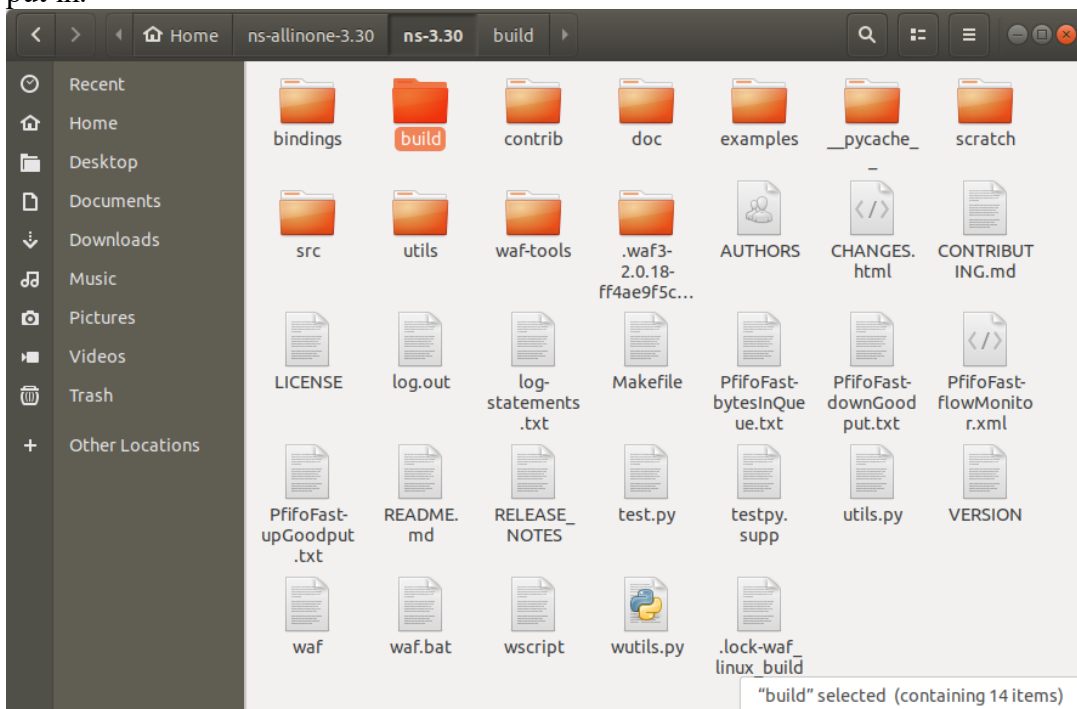 put in.
Home
ns-allinone-3.30
ns-3.30
build
Recent
Home
Desktop
Documents
Downloads
Music
Pictures
Videos
Trash
Other Locations
bindings
build
contrib
doc
examples
__pycache_
_
scratch
src
utils
waf-tools
.waf3-
2.0.18-
ff4ae9f5c...
AUTHORS
CHANGES.
html
CONTRIBUT
ING.md
LICENSE
log.out
log-
statements
.txt
Makefile
PfifoFast-
bytesInQue
ue.txt
PfifoFast-
downGood
put.txt
PfifoFast-
flowMonito
r.xml
PfifoFast-
upGoodput
.txt
README.
md
RELEASE_
NOTES
test.py
testpy.
supp
utils.py
VERSION
waf
waf.bat
wscript
wutils.py
.lock-waf_
linux_build
“build” selected (containing 14 items)